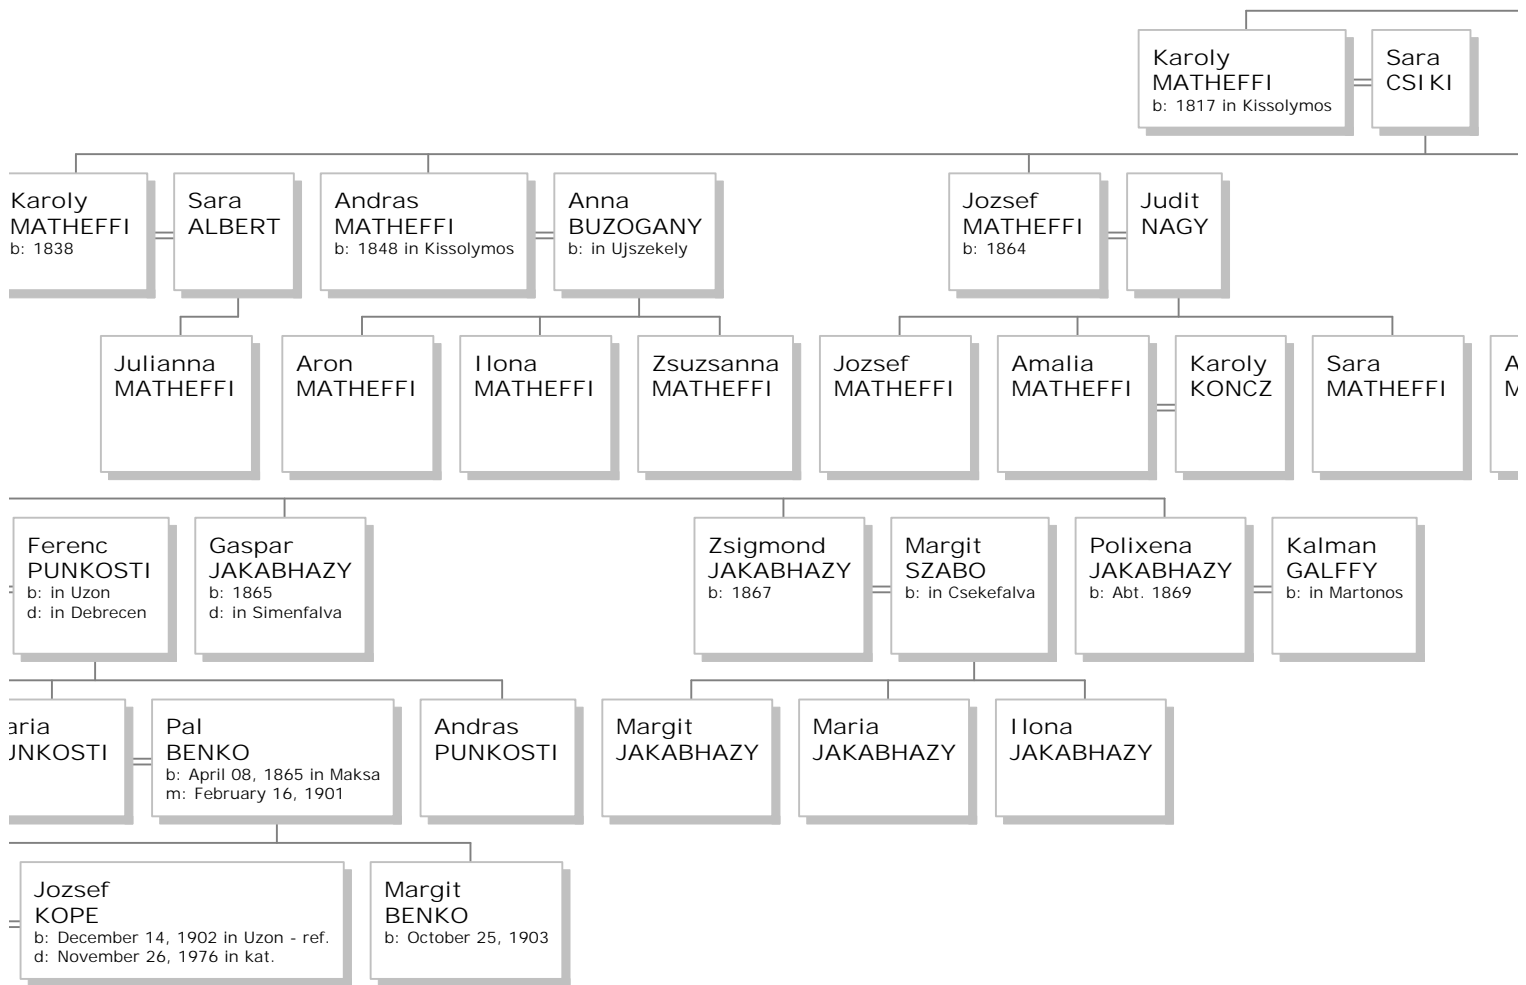 Karoly
MATHEFFI
b: 1817 in Kissolymos
Sara
CSIKI
Karoly
MATHEFFI
b: 1838
Sara
ALBERT
Andras
MATHEFFI
b: 1848 in Kissolymos
Anna
BUZOGANY
b: in Ujszekely
Jozsef
MATHEFFI
b: 1864
Judit
NAGY
Julianna
MATHEFFI
Aron
MATHEFFI
Ilona
MATHEFFI
Zsuzsanna
MATHEFFI
Jozsef
MATHEFFI
Amalia
MATHEFFI
Karoly
KONCZ
Sara
MATHEFFI
A
M
Ferenc
PUNKOSTI
b: in Uzon
d: in Debrecen
Gaspar
JAKABHAZY
b: 1865
d: in Simenfalva
Zsigmond
JAKABHAZY
b: 1867
Margit
SZABO
b: in Csekefalva
Polixena
JAKABHAZY
b: Abt. 1869
Kalman
GALFFY
b: in Martonos
aria
UNKOSTI
Pal
BENKO
b: April 08, 1865 in Maksa
m: February 16, 1901
Andras
PUNKOSTI
Margit
JAKABHAZY
Maria
JAKABHAZY
Ilona
JAKABHAZY
Jozsef
KOPE
b: December 14, 1902 in Uzon - ref.
d: November 26, 1976 in kat.
Margit
BENKO
b: October 25, 1903